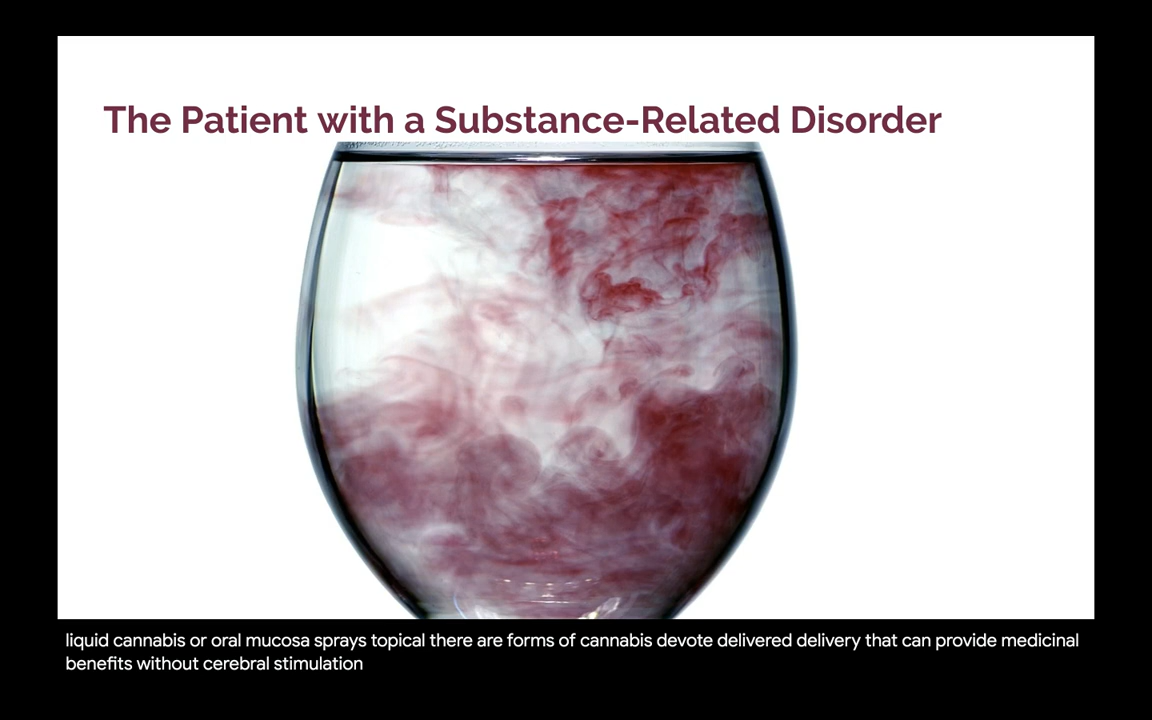 The Patient with a Substance-Related Disorder
liquid cannabis or oral mucosa sprays topical there are forms of cannabis devote delivered delivery that can provide medicinal
benefits without cerebral stimulation